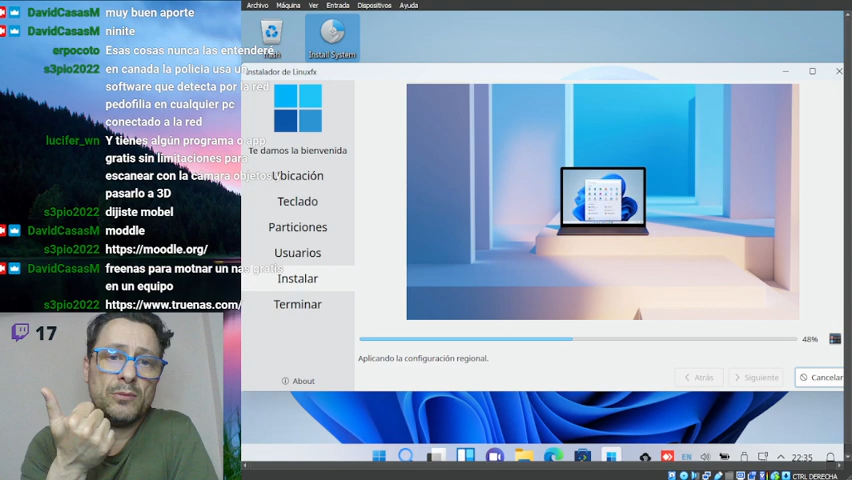 DavidCasasM muy buen aporte
DavidCasasM ninite
erpocoto Esas cosas nunca las entenderé
s3pio2022 en canada la policia usa un
software que detecta por la red
pedofilia en cualquier pc
conectado a la red
lucifer_wn Y tienes algún programa o app
gratis sin limitaciones para
escanear con la camara objetos
pasarlo a 3D
s3pio2022 dijiste mobel
DavidCasasM moddle
s3pio2022 https://moodle.org/
DavidCasasM freenas para motnar un nas gratis
en un equipo
s3pio2022 https://www.truenas.com/
17
Archivo Máquina Ver Entrada Dispositivos Ayuda
Trash
Install System
Instalador de Linuxfx
Te damos la bienvenida
Ubicación
Teclado
Particiones
Usuarios
Instalar
Terminar
About
48%
Aplicando la configuración regional.
Atrás
Siguiente
Cancelar
EN
22:35
CTRL DERECHA